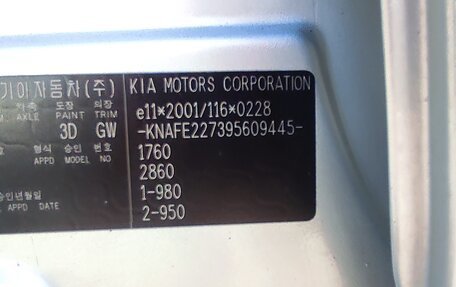 기아자동차(주)
차축 도장
AXLE PAINT TRIM
3D GW
형식 승인 번호
APPD MODEL NO
승인년월일
APPD DATE
KIA MOTORS CORPORATION
e11*2001/116*0228
-KNAFE227395609445-
1760
2860
1-980
2-950